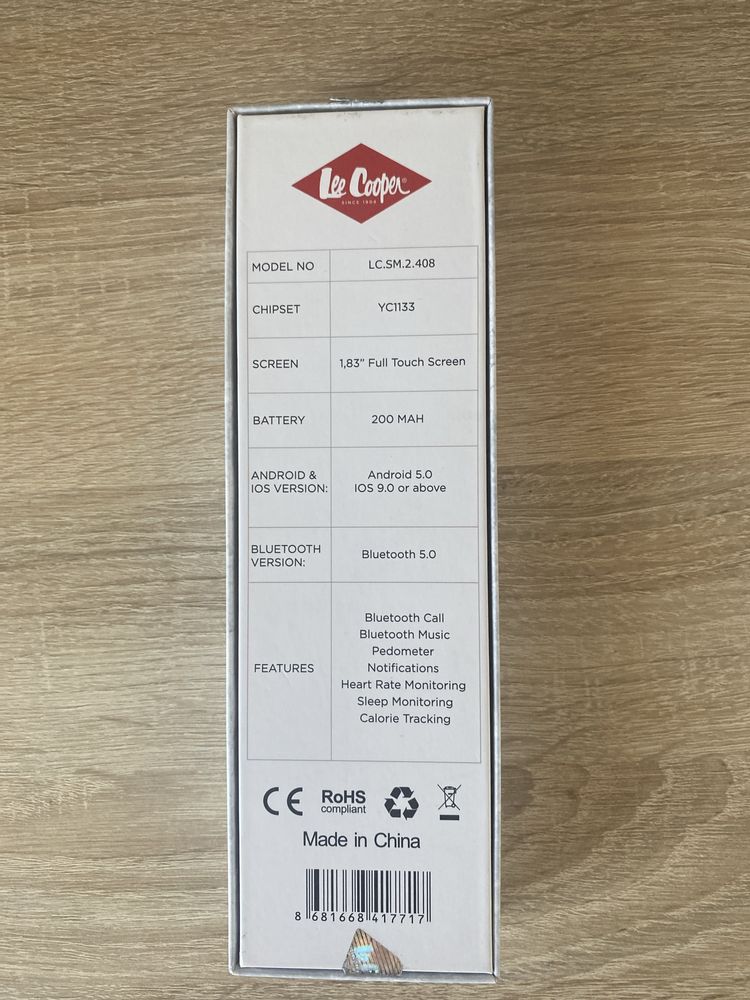 Lee Cooper®
SINCE 1908
MODEL NO LC.SM.2.408
CHIPSET YC1133
SCREEN 1,83” Full Touch Screen
BATTERY 200 MAH
ANDROID & Android 5.0
IOS VERSION: IOS 9.0 or above
BLUETOOTH
VERSION: Bluetooth 5.0
FEATURES
Bluetooth Call
Bluetooth Music
Pedometer
Notifications
Heart Rate Monitoring
Sleep Monitoring
Calorie Tracking
CE RoHS
compliant
Made in China
8 681668 417717